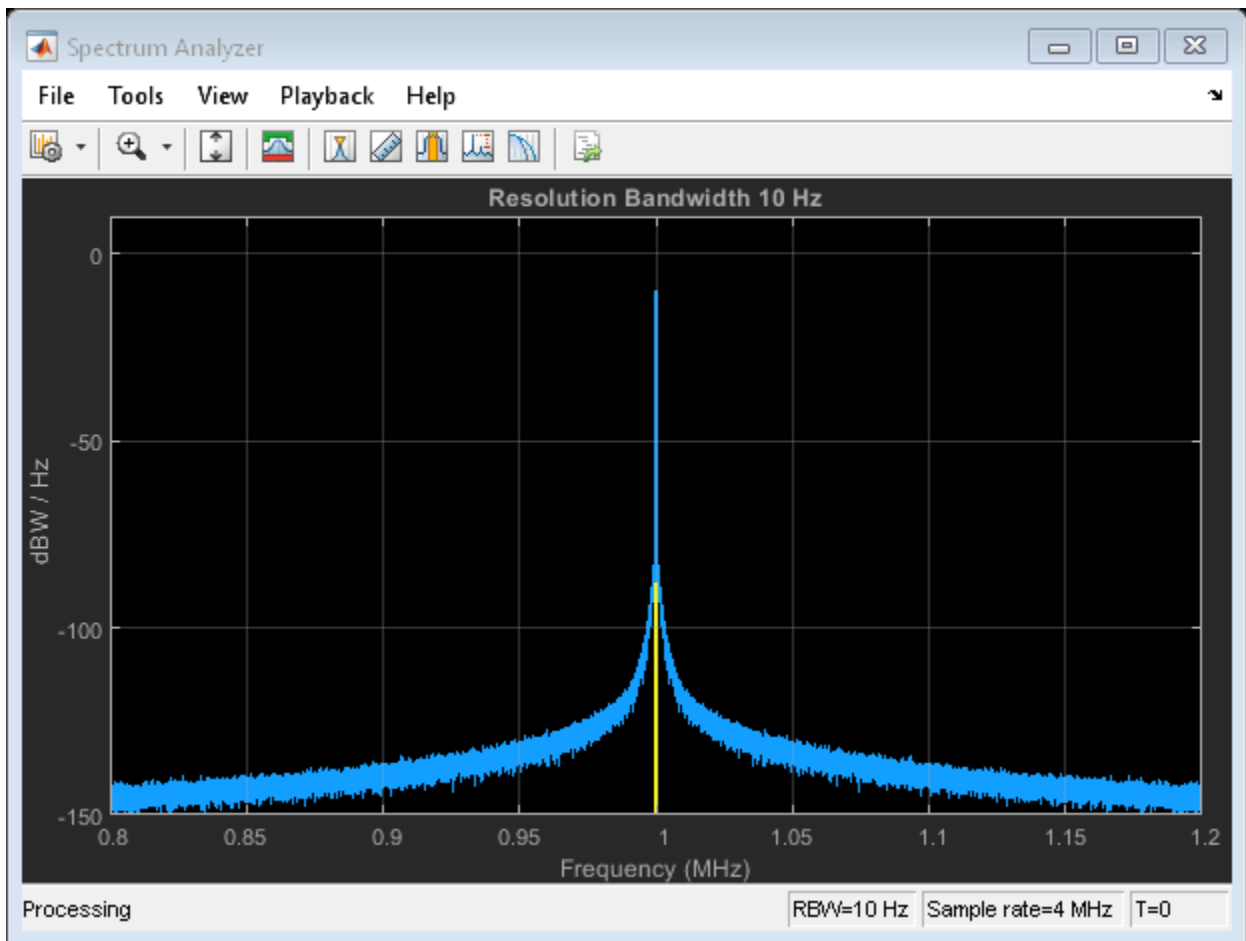 Spectrum Analyzer
File Tools View Playback Help
Resolution Bandwidth 10 Hz
dBW / Hz
0
-50
-100
-150
0.8 0.85 0.9 0.95 1 1.05 1.1 1.15 1.2
Frequency (MHz)
Processing RBW=10 Hz Sample rate=4 MHz T=0